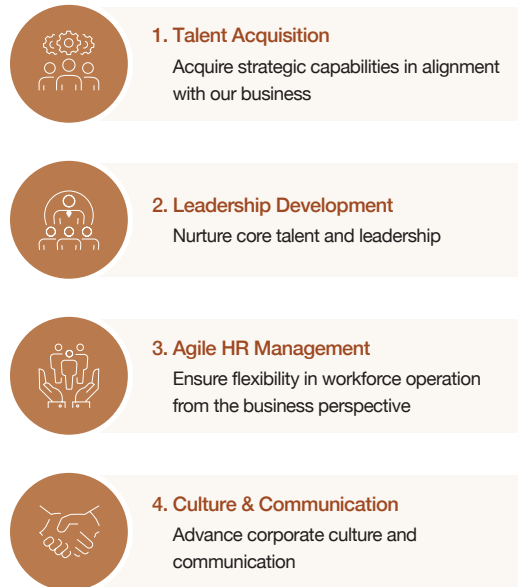 1. Talent Acquisition
Acquire strategic capabilities in alignment
with our business
2. Leadership Development
Nurture core talent and leadership
3. Agile HR Management
Ensure flexibility in workforce operation
from the business perspective
4. Culture & Communication
Advance corporate culture and
communication